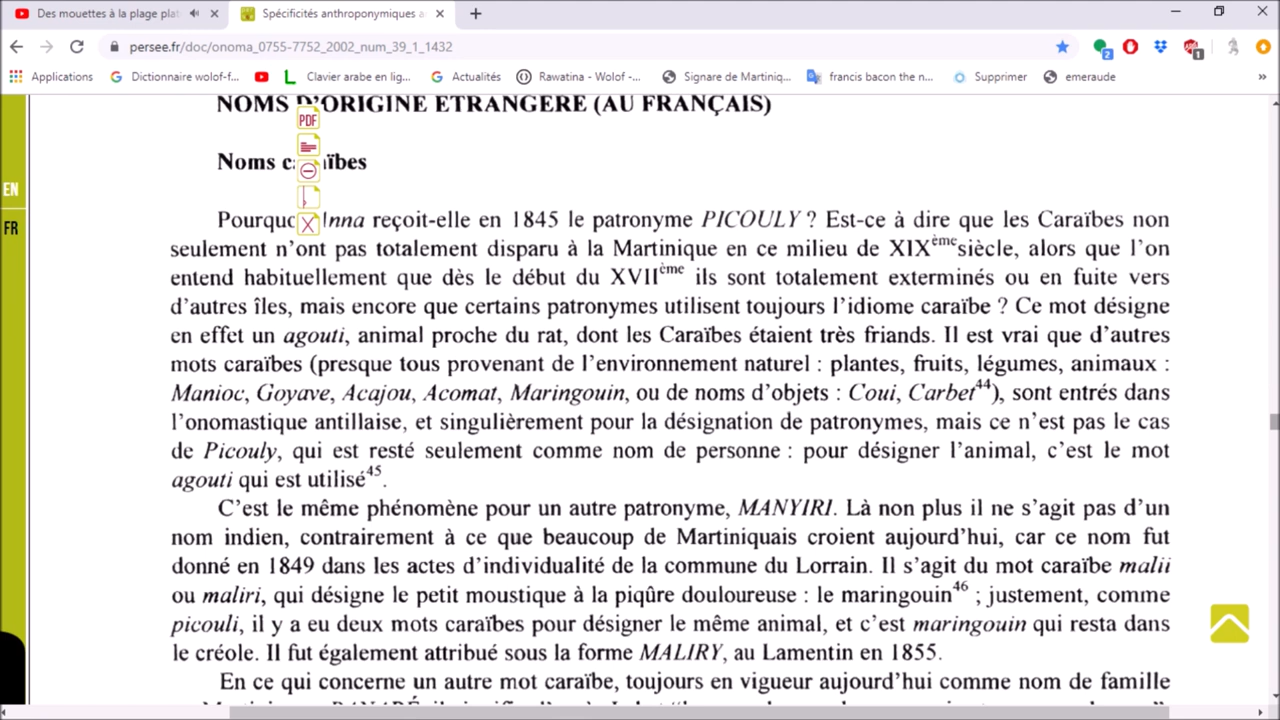 Des mouettes à la plage plat
Spécificités anthroponymiques a
persee.fr/doc/onoma_0755-7752_2002_num_39_1_1432
2
1
Applications
Dictionnaire wolof-f...
Clavier arabe en lig...
Actualités
Rawatina - Wolof -...
Signare de Martiniq...
francis bacon the n...
Supprimer
emeraude
»
EN
FR
PDF
NOMS D'ORIGINE ETRANGERE (AU FRANÇAIS)
Noms c ïbes
Pourquo Inna reçoit-elle en 1845 le patronyme PICOULY ? Est-ce à dire que les Caraïbes non
seulement n'ont pas totalement disparu à la Martinique en ce milieu de XIXèmesiècle, alors que l'on
entend habituellement que dès le début du XVIIème ils sont totalement exterminés ou en fuite vers
d'autres îles, mais encore que certains patronymes utilisent toujours l'idiome caraïbe ? Ce mot désigne
en effet un agouti, animal proche du rat, dont les Caraïbes étaient très friands. Il est vrai que d'autres
mots caraïbes (presque tous provenant de l'environnement naturel : plantes, fruits, légumes, animaux :
Manioc, Goyave, Acajou, Acomat, Maringouin, ou de noms d'objets : Coui, Carbet44), sont entrés dans
l'onomastique antillaise, et singulièrement pour la désignation de patronymes, mais ce n'est pas le cas
de Picouly, qui est resté seulement comme nom de personne : pour désigner l'animal, c'est le mot
agouti qui est utilisé45.
C'est le même phénomène pour un autre patronyme, MANYIRI. Là non plus il ne s'agit pas d'un
nom indien, contrairement à ce que beaucoup de Martiniquais croient aujourd'hui, car ce nom fut
donné en 1849 dans les actes d'individualité de la commune du Lorrain. Il s'agit du mot caraïbe malii
ou maliri, qui désigne le petit moustique à la piqûre douloureuse : le maringouin46 ; justement, comme
picouli, il y a eu deux mots caraïbes pour désigner le même animal, et c'est maringouin qui resta dans
le créole. Il fut également attribué sous la forme MALIRY, au Lamentin en 1855.
En ce qui concerne un autre mot caraïbe, toujours en vigueur aujourd'hui comme nom de famille